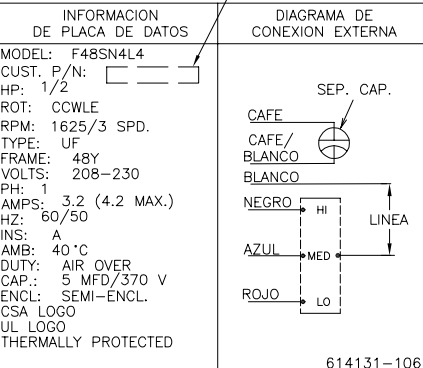 INFORMACION
DE PLACA DE DATOS
MODEL: F48SN4L4
CUST. P/N:
HP: 1/2
ROT: CCWLE
RPM: 1625/3 SPD.
TYPE: UF
FRAME: 48Y
VOLTS: 208-230
PH: 1
AMPS: 3.2 (4.2 MAX.)
HZ: 60/50
INS: A
AMB: 40°C
DUTY: AIR OVER
CAP.: 5 MFD/370 V
ENCL: SEMI-ENCL.
CSA LOGO
UL LOGO
THERMALLY PROTECTED
DIAGRAMA DE
CONEXION EXTERNA
SEP. CAP.
CAFE
CAFE/
BLANCO
BLANCO
NEGRO
HI
LINEA
AZUL
MED
ROJO
LO
614131-106